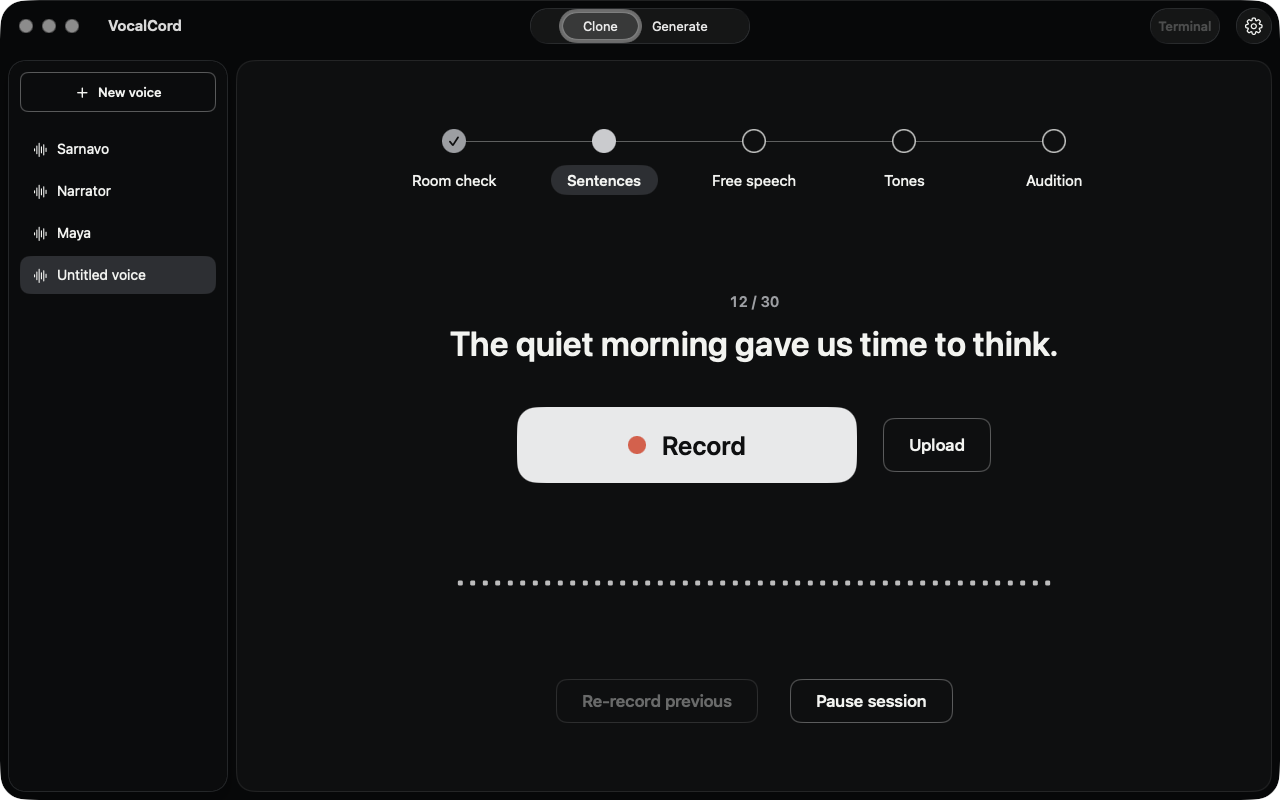 VocalCord
Clone
Generate
Terminal
New voice
Sarnavo
Narrator
Maya
Untitled voice
Room check
Sentences
Free speech
Tones
Audition
12 / 30
The quiet morning gave us time to think.
Record
Upload
Re-record previous
Pause session